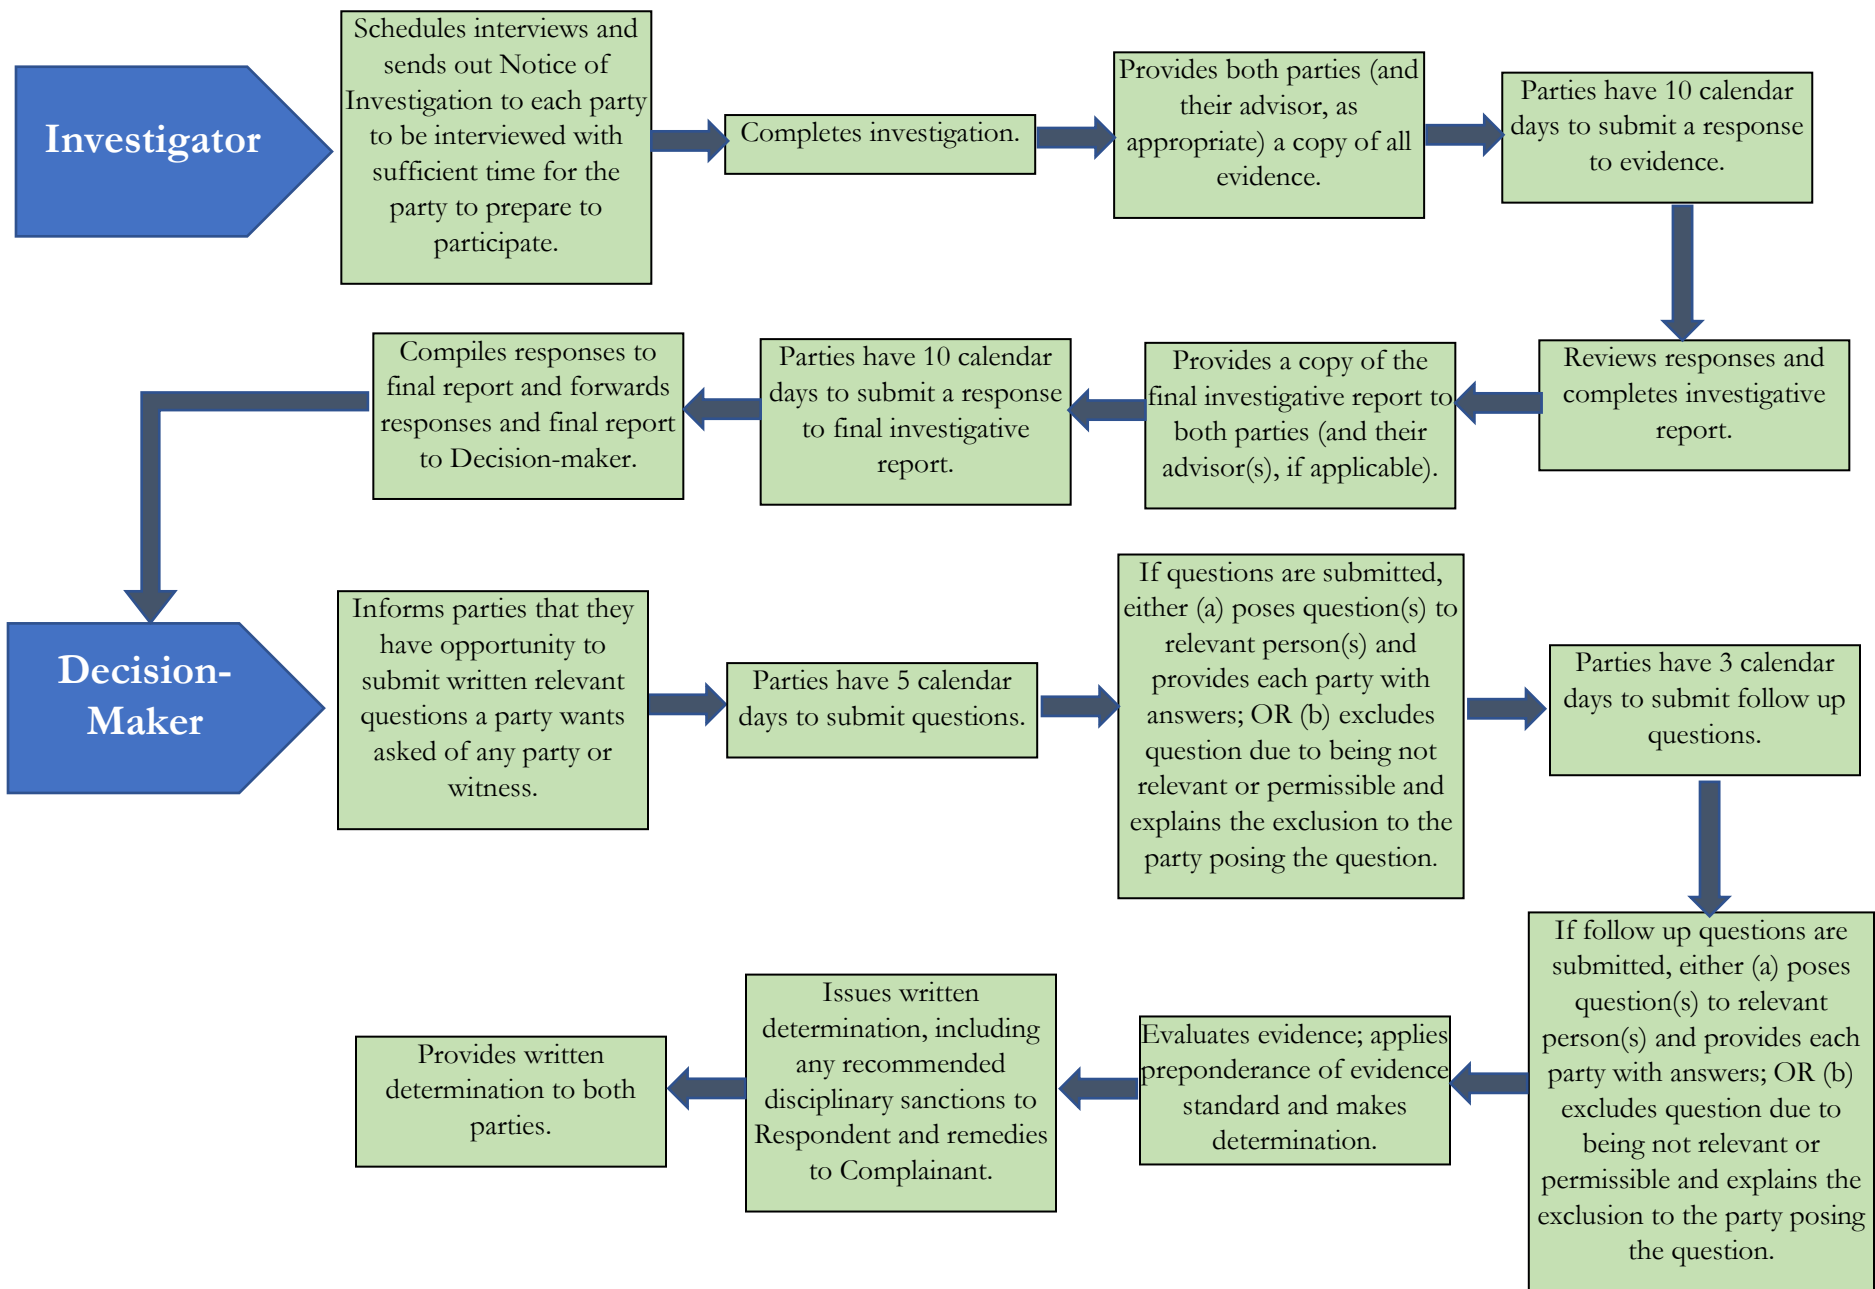 Investigator
Schedules interviews and
sends out Notice of
Investigation to each party
to be interviewed with
sufficient time for the
party to prepare to
participate.
Completes investigation.
Provides both parties (and
their advisor, as
appropriate) a copy of all
evidence.
Parties have 10 calendar
days to submit a response
to evidence.
Reviews responses and
completes investigative
report.
Provides a copy of the
final investigative report to
both parties (and their
advisor(s), if applicable).
Parties have 10 calendar
days to submit a response
to final investigative
report.
Compiles responses to
final report and forwards
responses and final report
to Decision-maker.
Decision-
Maker
Informs parties that they
have opportunity to
submit written relevant
questions a party wants
asked of any party or
witness.
Parties have 5 calendar
days to submit questions.
If questions are submitted,
either (a) poses question(s) to
relevant person(s) and
provides each party with
answers; OR (b) excludes
question due to being not
relevant or permissible and
explains the exclusion to the
party posing the question.
Parties have 3 calendar
days to submit follow up
questions.
If follow up questions are
submitted, either (a) poses
question(s) to relevant
person(s) and provides each
party with answers; OR (b)
excludes question due to
being not relevant or
permissible and explains the
exclusion to the party posing
the question.
Evaluates evidence; applies
preponderance of evidence
standard and makes
determination.
Issues written
determination, including
any recommended
disciplinary sanctions to
Respondent and remedies
to Complainant.
Provides written
determination to both
parties.